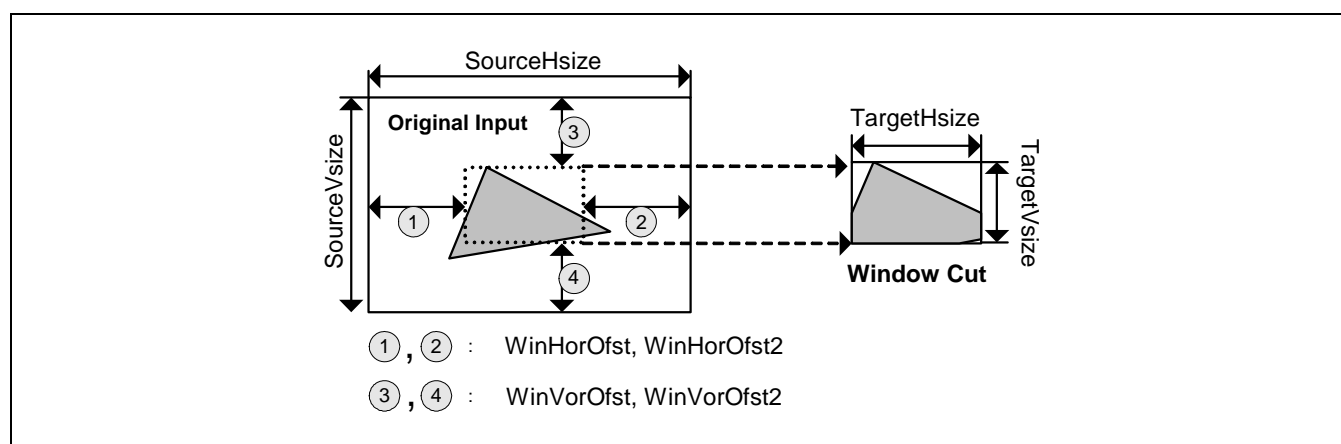 SourceHsize
SourceVsize
Original Input
3
1
2
4
TargetHsize
TargetVsize
Window Cut
1 , 2 : WinHorOfst, WinHorOfst2
3 , 4 : WinVorOfst, WinVorOfst2